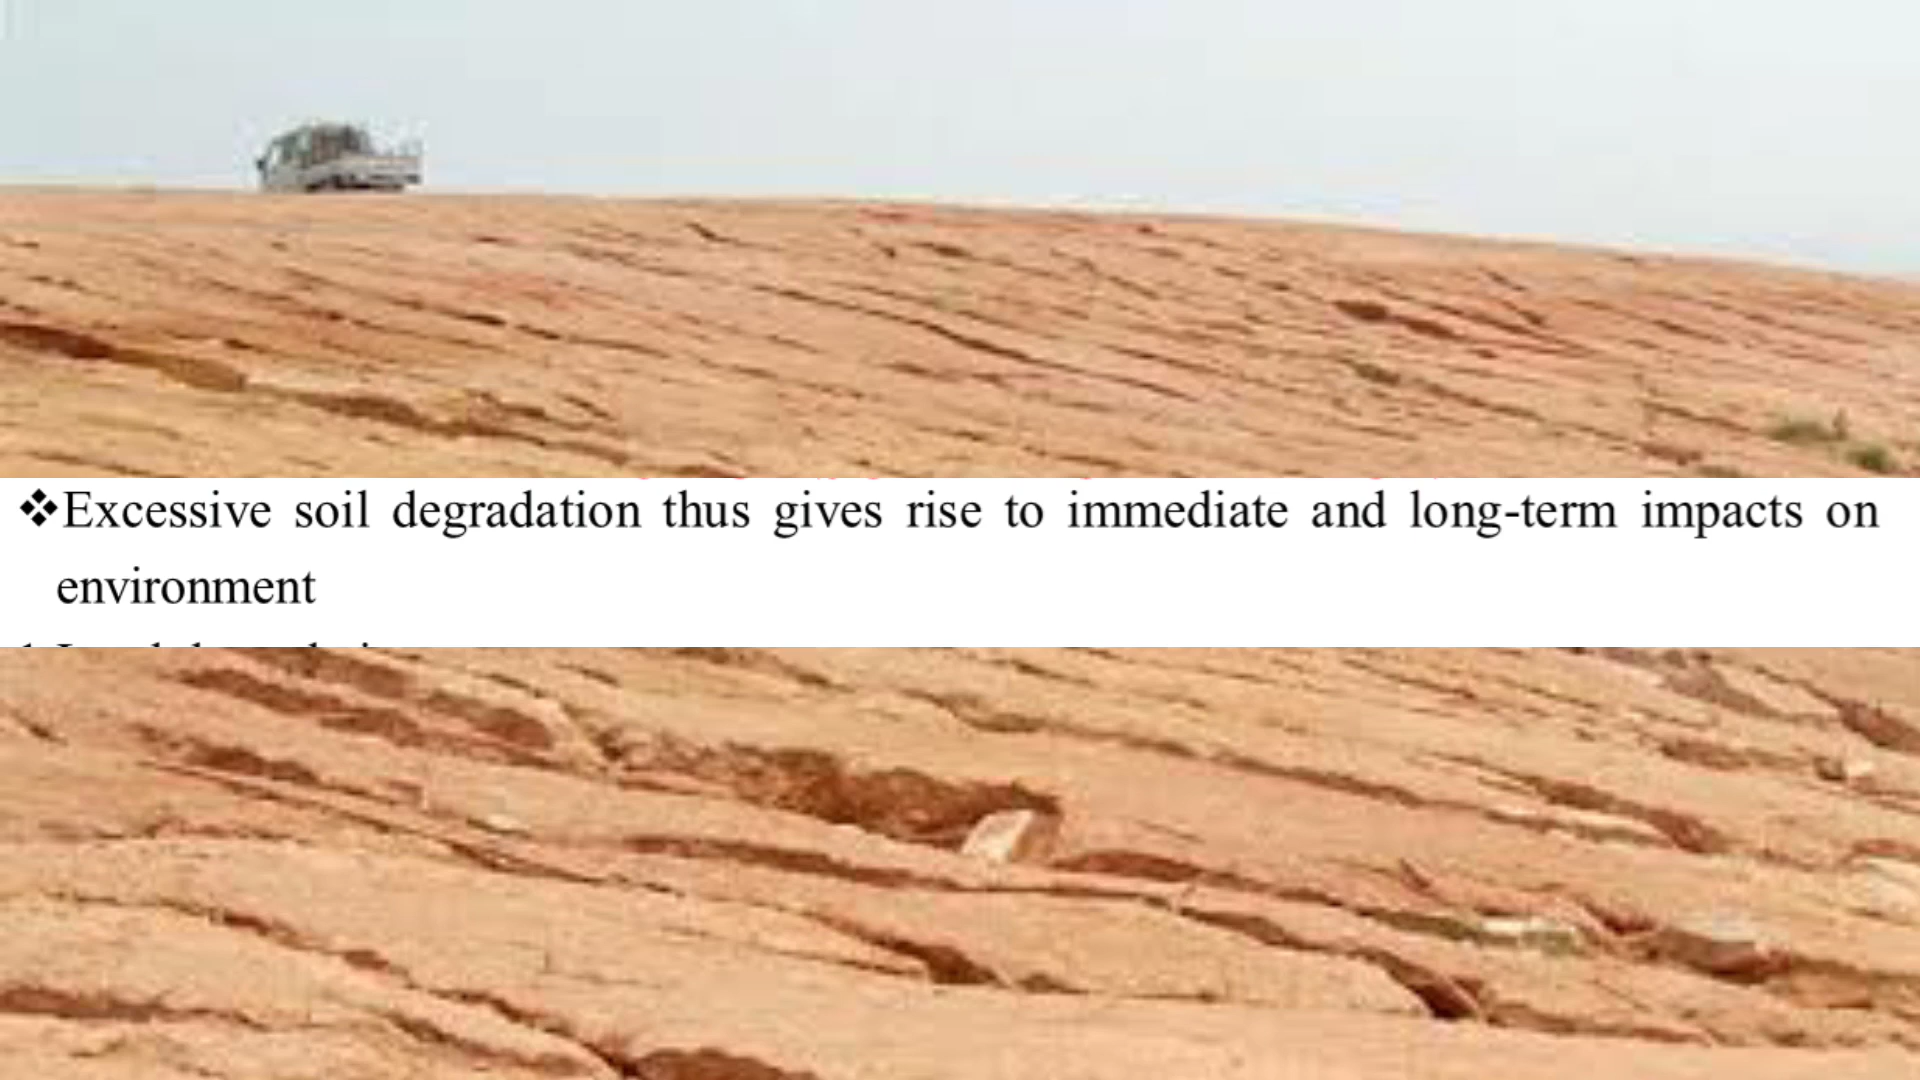 ❖Excessive soil degradation thus gives rise to immediate and long-term impacts on
environment